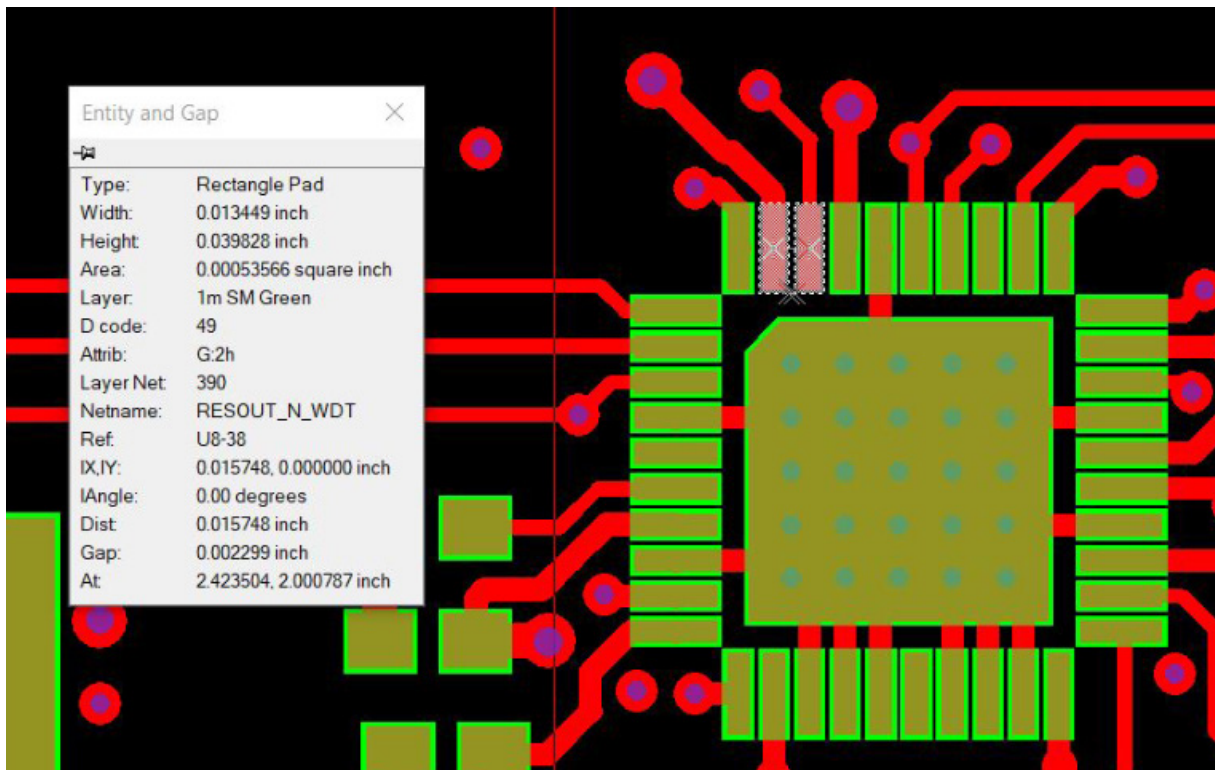 Entity and Gap
Type: Rectangle Pad
Width: 0.013449 inch
Height: 0.039828 inch
Area: 0.00053566 square inch
Layer: 1m SM Green
D code: 49
Attrib: G:2h
Layer Net: 390
Netname: RESOUT_N_WDT
Ref: U8-38
IX,IY: 0.015748, 0.000000 inch
IAngle: 0.00 degrees
Dist: 0.015748 inch
Gap: 0.002299 inch
At: 2.423504, 2.000787 inch